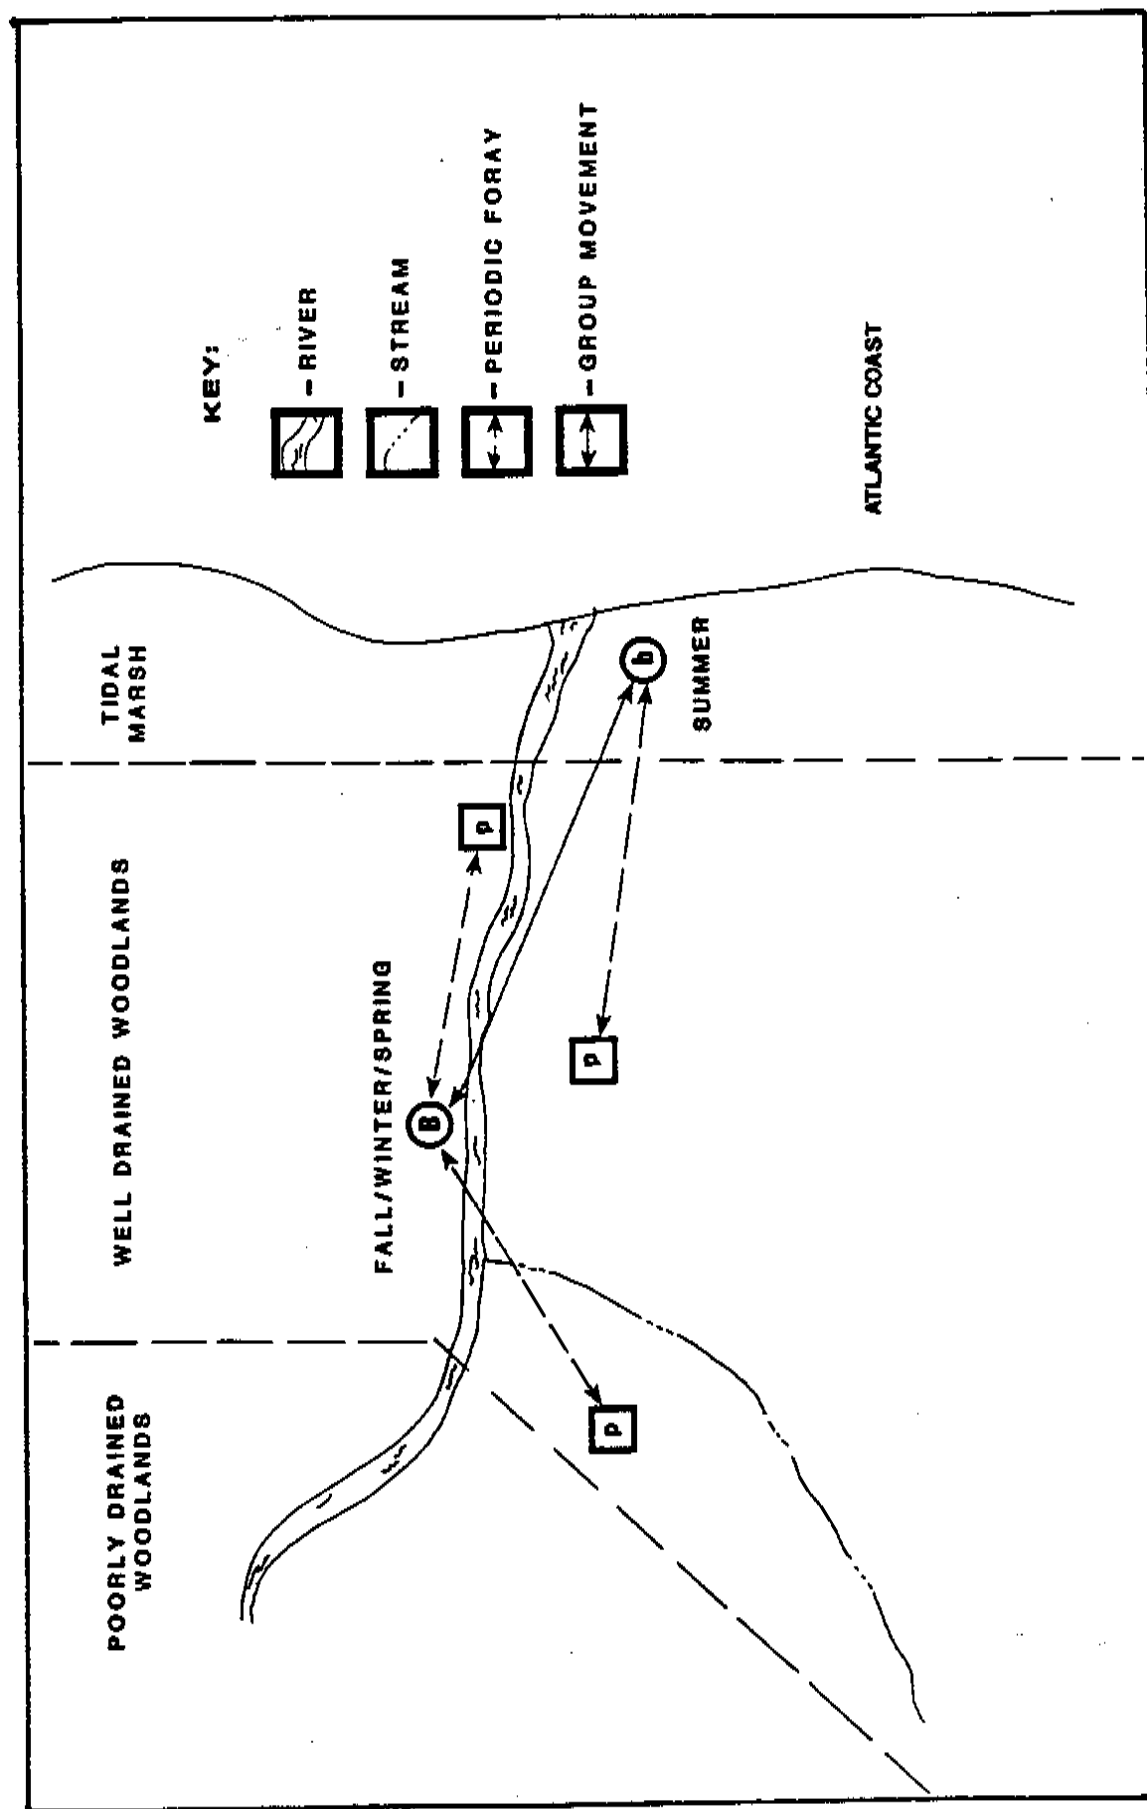 POORLY DRAINED
WOODLANDS
WELL DRAINED WOODLANDS
TIDAL
MARSH
KEY:
– RIVER
– STREAM
– PERIODIC FORAY
– GROUP MOVEMENT
FALL/WINTER/SPRING
B
p
p
p
b
SUMMER
ATLANTIC COAST